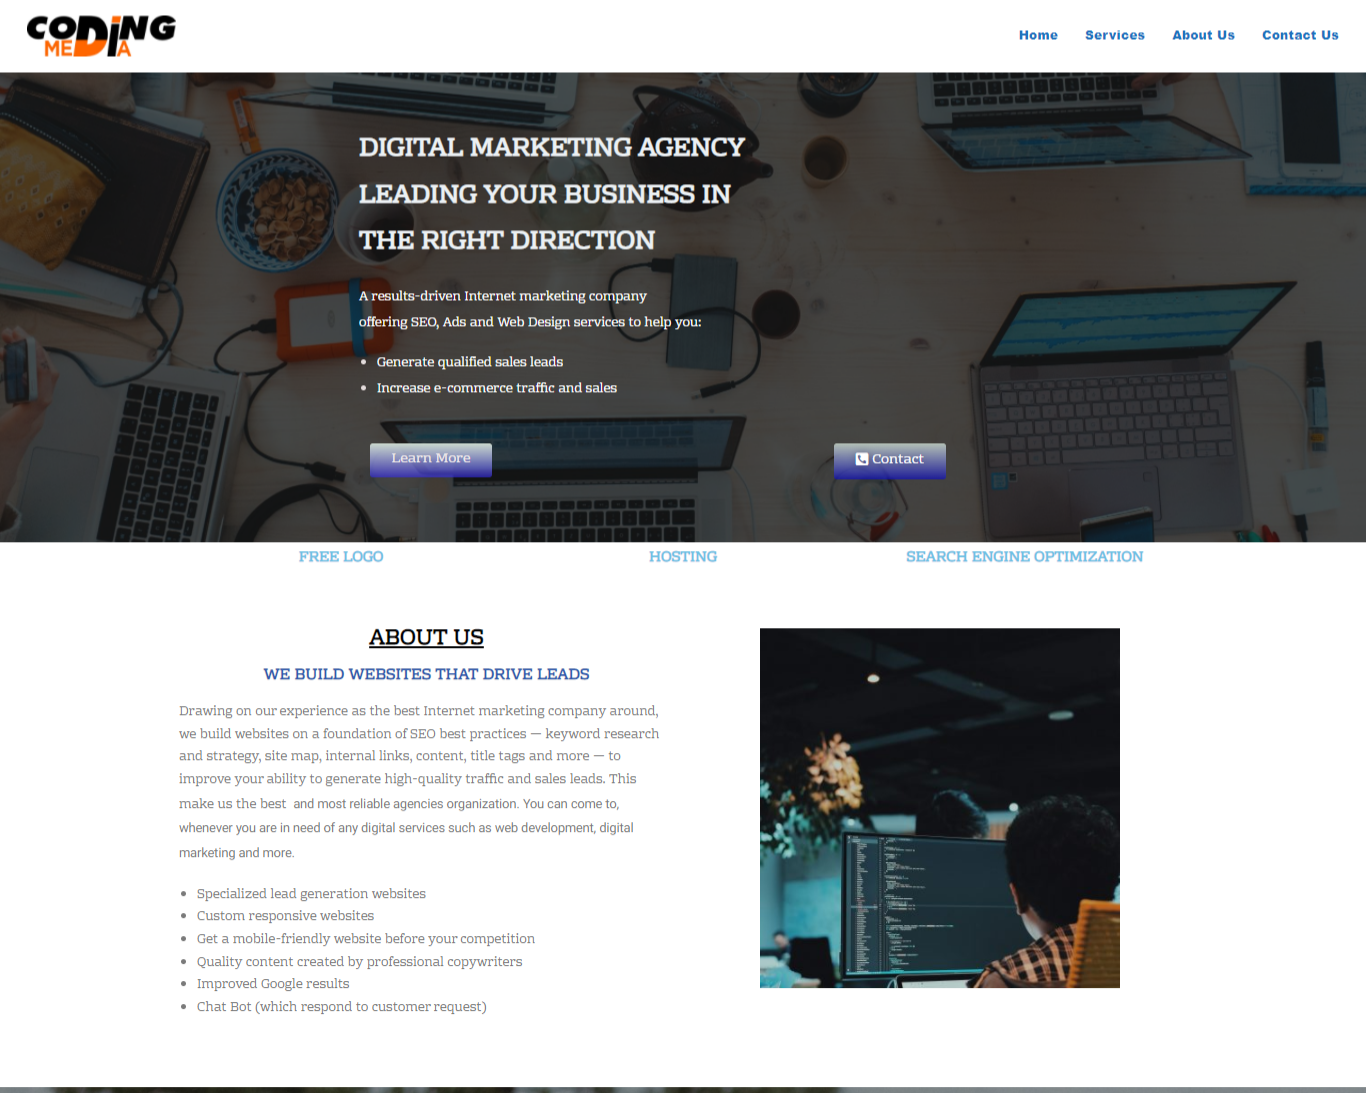 CODING
MEDIA
Home
Services
About Us
Contact Us
DIGITAL MARKETING AGENCY
LEADING YOUR BUSINESS IN
THE RIGHT DIRECTION
A results-driven Internet marketing company
offering SEO, Ads and Web Design services to help you:
Generate qualified sales leads
Increase e-commerce traffic and sales
Learn More
Contact
FREE LOGO
HOSTING
SEARCH ENGINE OPTIMIZATION
ABOUT US
WE BUILD WEBSITES THAT DRIVE LEADS
Drawing on our experience as the best Internet marketing company around,
we build websites on a foundation of SEO best practices — keyword research
and strategy, site map, internal links, content, title tags and more — to
improve your ability to generate high-quality traffic and sales leads. This
make us the best  and most reliable agencies organization. You can come to,
whenever you are in need of any digital services such as web development, digital
marketing and more.
Specialized lead generation websites
Custom responsive websites
Get a mobile-friendly website before your competition
Quality content created by professional copywriters
Improved Google results
Chat Bot (which respond to customer request)